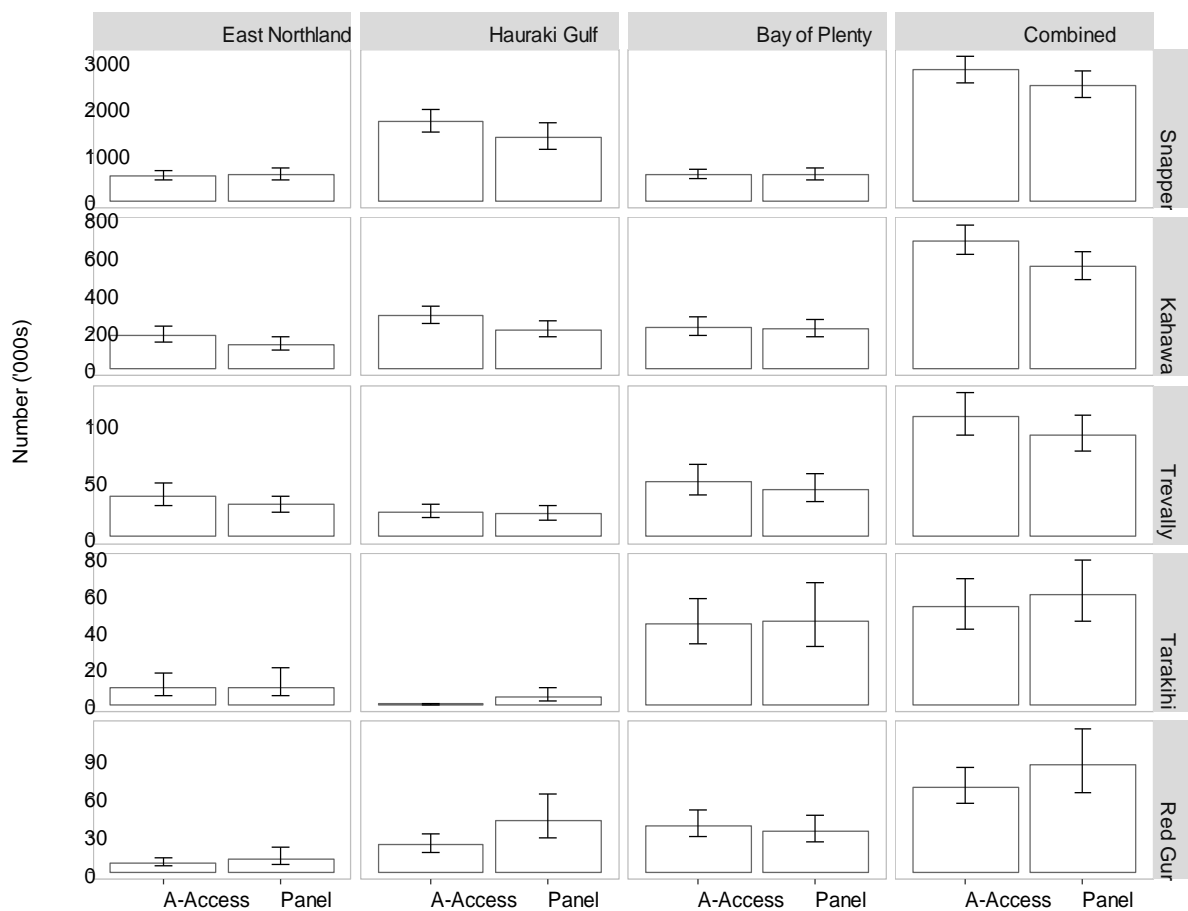 East Northland Hauraki Gulf Bay of Plenty Combined
3000
2000
1000
0
Snapper
800
600
400
200
0
Kahawa
Number ('000s)
100
50
0
Trevally
80
60
40
20
0
Tarakihi
90
60
30
0
Red Gur
A-Access Panel A-Access Panel A-Access Panel A-Access Panel